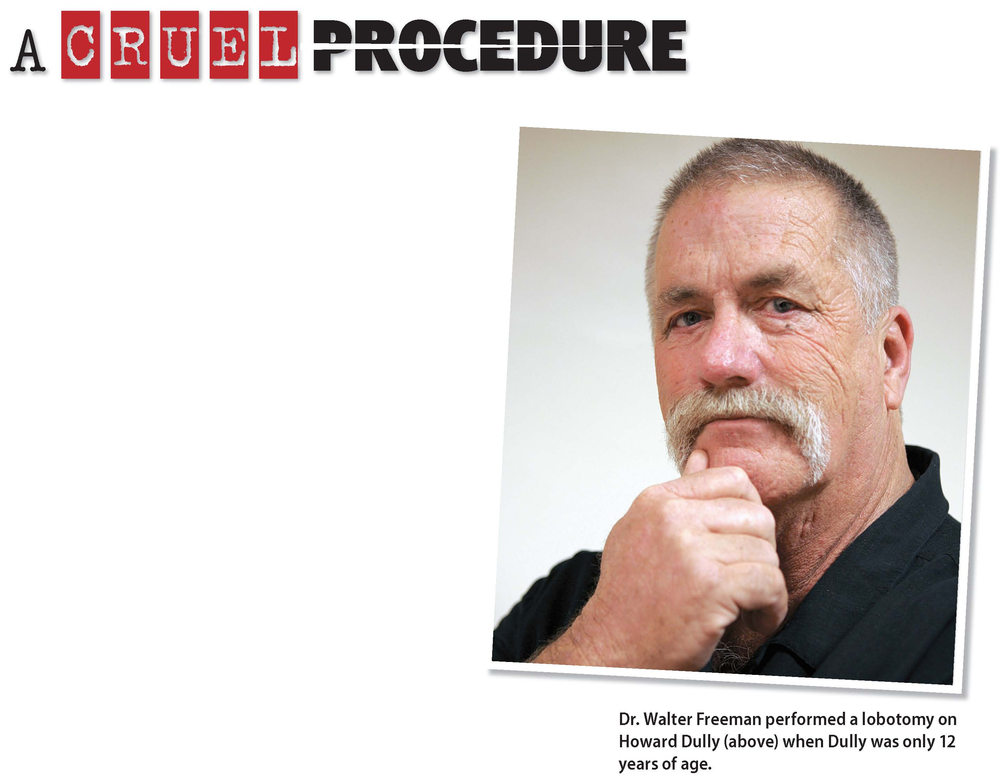 A CRUEL PROCEDURE
Dr. Walter Freeman performed a lobotomy on
Howard Dully (above) when Dully was only 12
years of age.